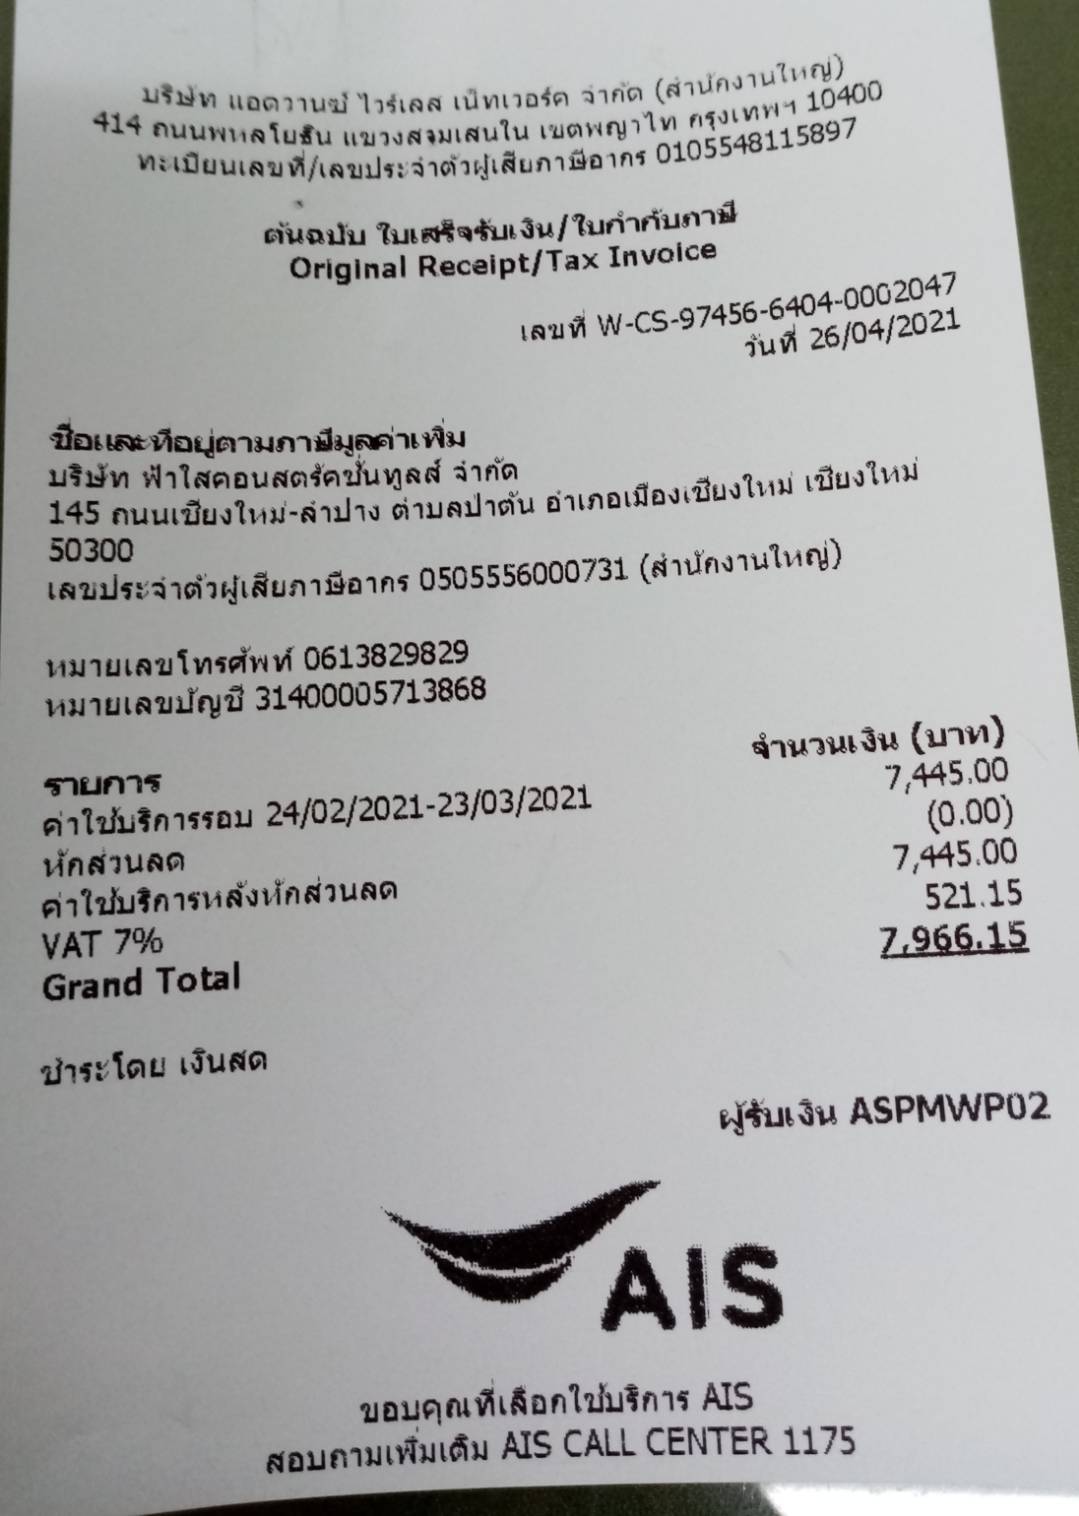 บริษัท แอดวานซ์ ไวร์เลส เน็ทเวอร์ค จำกัด (สำนักงานใหญ่)
414 ถนนพหลโยธิน แขวงสามเสนใน เขตพญาไท กรุงเทพฯ 10400
ทะเบียนเลขที่/เลขประจำตัวผู้เสียภาษีอากร 0105548115897
ต้นฉบับ ใบเสร็จรับเงิน/ใบกำกับภาษี
Original Receipt/Tax Invoice
เลขที่ W-CS-97456-6404-0002047
วันที่ 26/04/2021
ชื่อและที่อยู่ตามภาษีมูลค่าเพิ่ม
บริษัท ฟ้าใสคอนสตรัคชั่นทูลส์ จำกัด
145 ถนนเชียงใหม่-ลำปาง ตำบลป่าตัน อำเภอเมืองเชียงใหม่ เชียงใหม่
50300
เลขประจำตัวผู้เสียภาษีอากร 0505556000731 (สำนักงานใหญ่)
หมายเลขโทรศัพท์ 0613829829
หมายเลขบัญชี 31400005713868
รายการ จำนวนเงิน (บาท)
ค่าใช้บริการรอบ 24/02/2021-23/03/2021 7,445.00
หักส่วนลด (0.00)
ค่าใช้บริการหลังหักส่วนลด 7,445.00
VAT 7% 521.15
Grand Total 7,966.15
ชำระโดย เงินสด
ผู้รับเงิน ASPMWP02
AIS
ขอบคุณที่เลือกใช้บริการ AIS
สอบถามเพิ่มเติม AIS CALL CENTER 1175